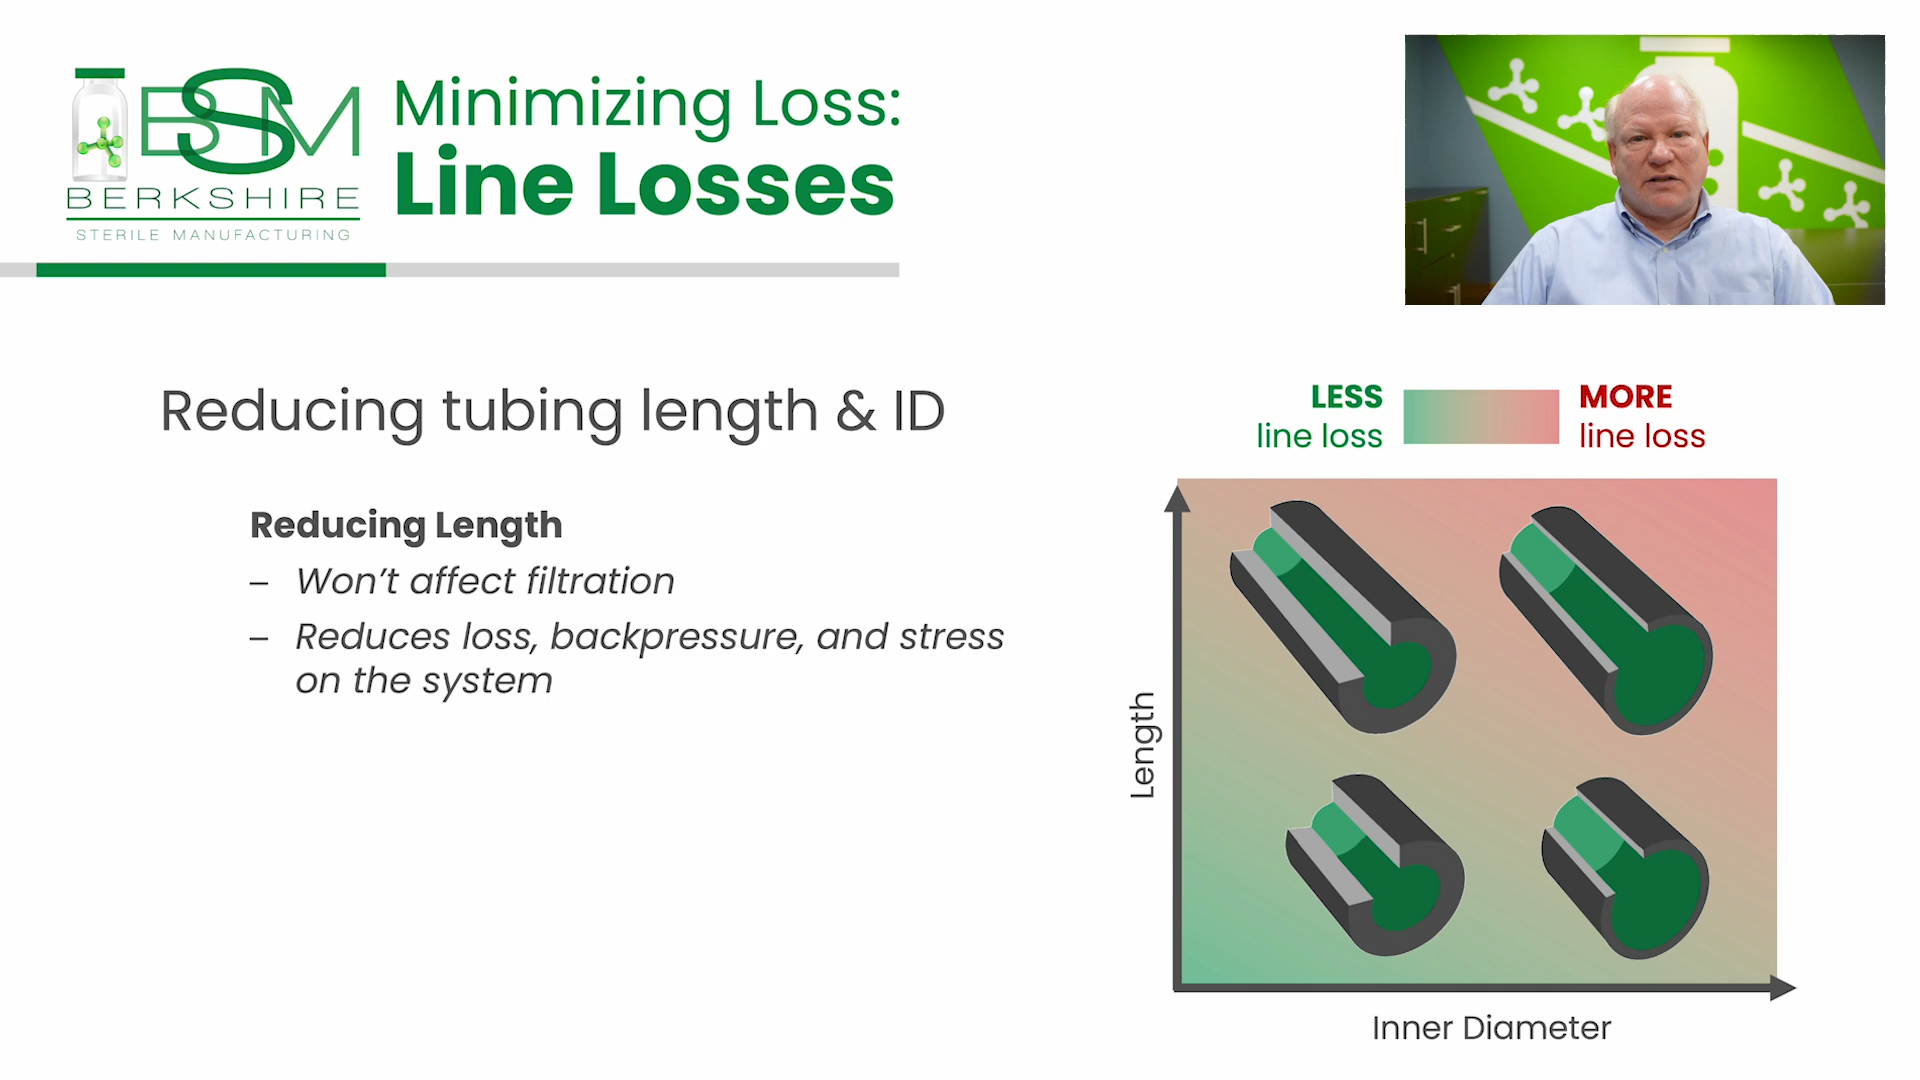 BSM
BERKSHIRE
STERILE MANUFACTURING
Minimizing Loss:
Line Losses
Reducing tubing length & ID
Reducing Length
– Won't affect filtration
– Reduces loss, backpressure, and stress
on the system
LESS
line loss
MORE
line loss
Length
Inner Diameter